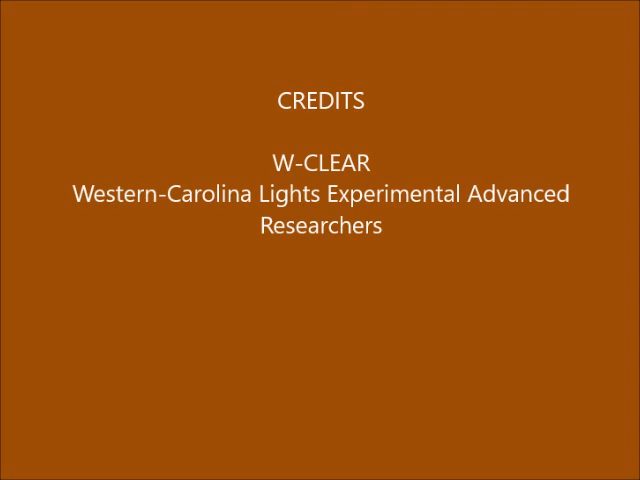 CREDITS
W-CLEAR
Western-Carolina Lights Experimental Advanced
Researchers